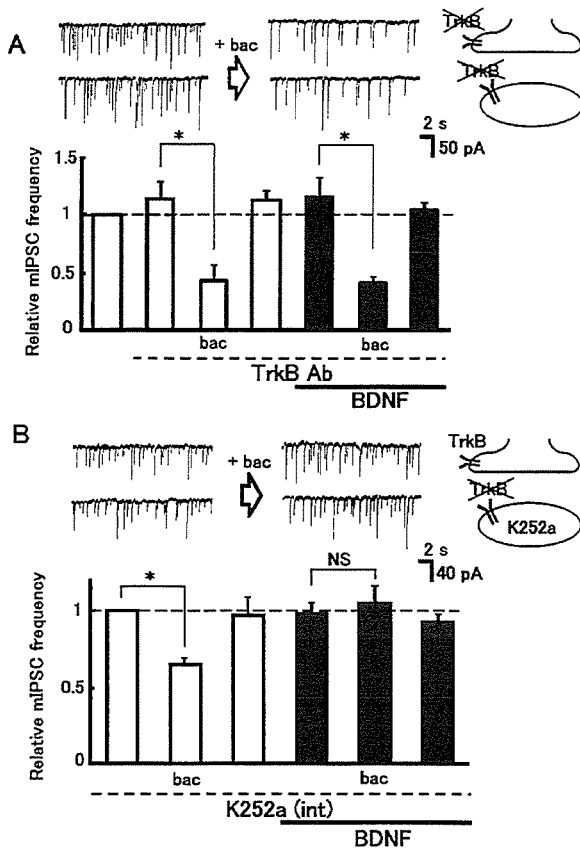 A
+ bac
TrkB
TrkB
2 s
50 pA
*
*
Relative mIPSC frequency
1.5
1
0.5
0
bac
bac
TrkB Ab
BDNF
B
+ bac
TrkB
TrkB
K252a
2 s
40 pA
*
NS
Relative mIPSC frequency
1
0.5
0
bac
bac
K252a (int)
BDNF